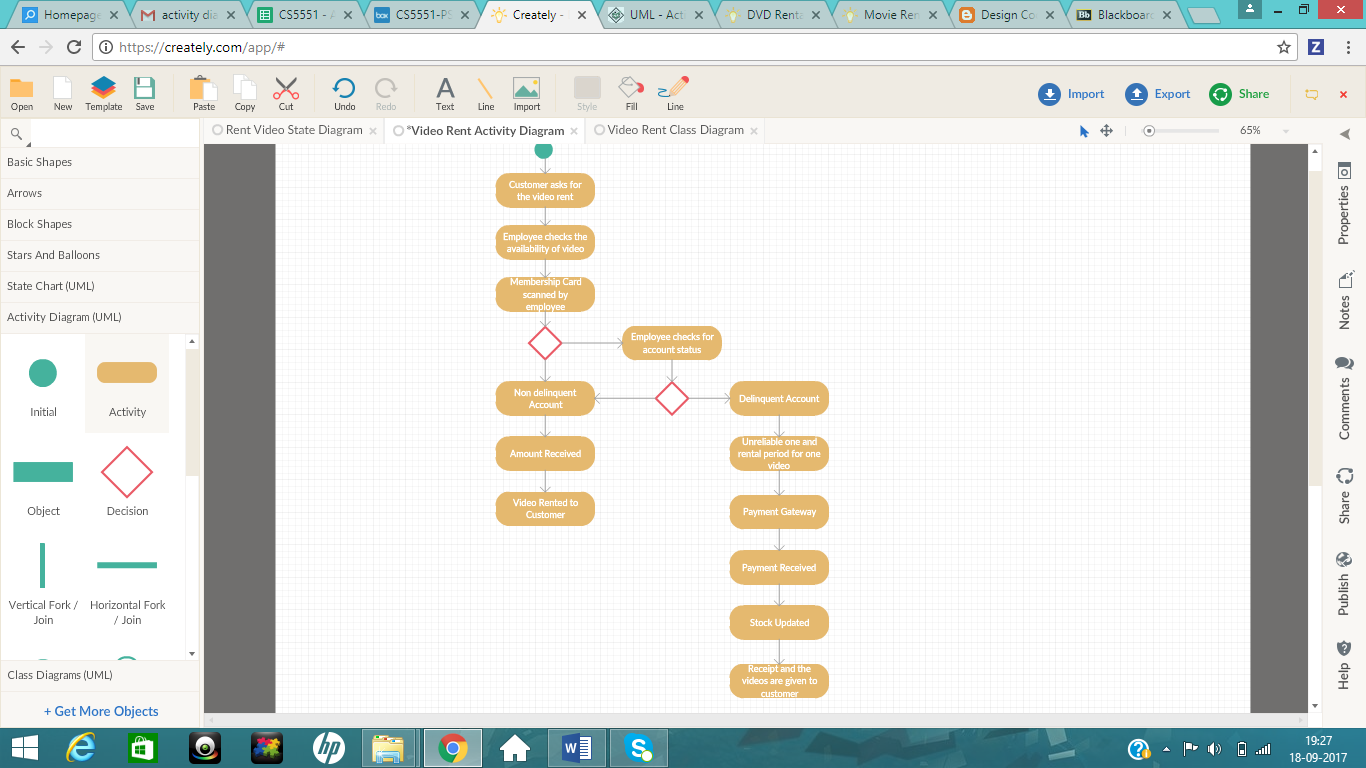 Homepage
activity dia
CS5551 - A
CS5551-PS
Creately -
UML - Acti
DVD Renta
Movie Ren
Design Co
Bb
Blackboard
https://creately.com/app/#
Z
Open
New
Template
Save
Paste
Copy
Cut
Undo
Redo
A
Text
Line
Import
Style
Fill
Line
Import
Export
Share
Rent Video State Diagram
*Video Rent Activity Diagram
Video Rent Class Diagram
65%
Basic Shapes
Arrows
Block Shapes
Stars And Balloons
State Chart (UML)
Activity Diagram (UML)
Initial
Activity
Object
Decision
Vertical Fork /
Join
Horizontal Fork
/ Join
Class Diagrams (UML)
+ Get More Objects
Customer asks for
the video rent
Employee checks the
availability of video
Membership Card
scanned by
employee
Employee checks for
account status
Non delinquent
Account
Delinquent Account
Amount Received
Unreliable one and
rental period for one
video
Video Rented to
Customer
Payment Gateway
Payment Received
Stock Updated
Receipt and the
videos are given to
customer
Properties
Notes
Comments
Share
Publish
Help
hp
19:27
18-09-2017